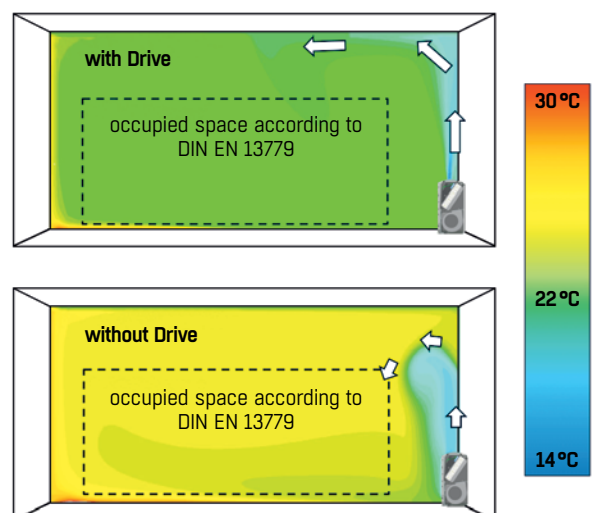 with Drive
occupied space according to
DIN EN 13779
30 °C
22 °C
14 °C
without Drive
occupied space according to
DIN EN 13779